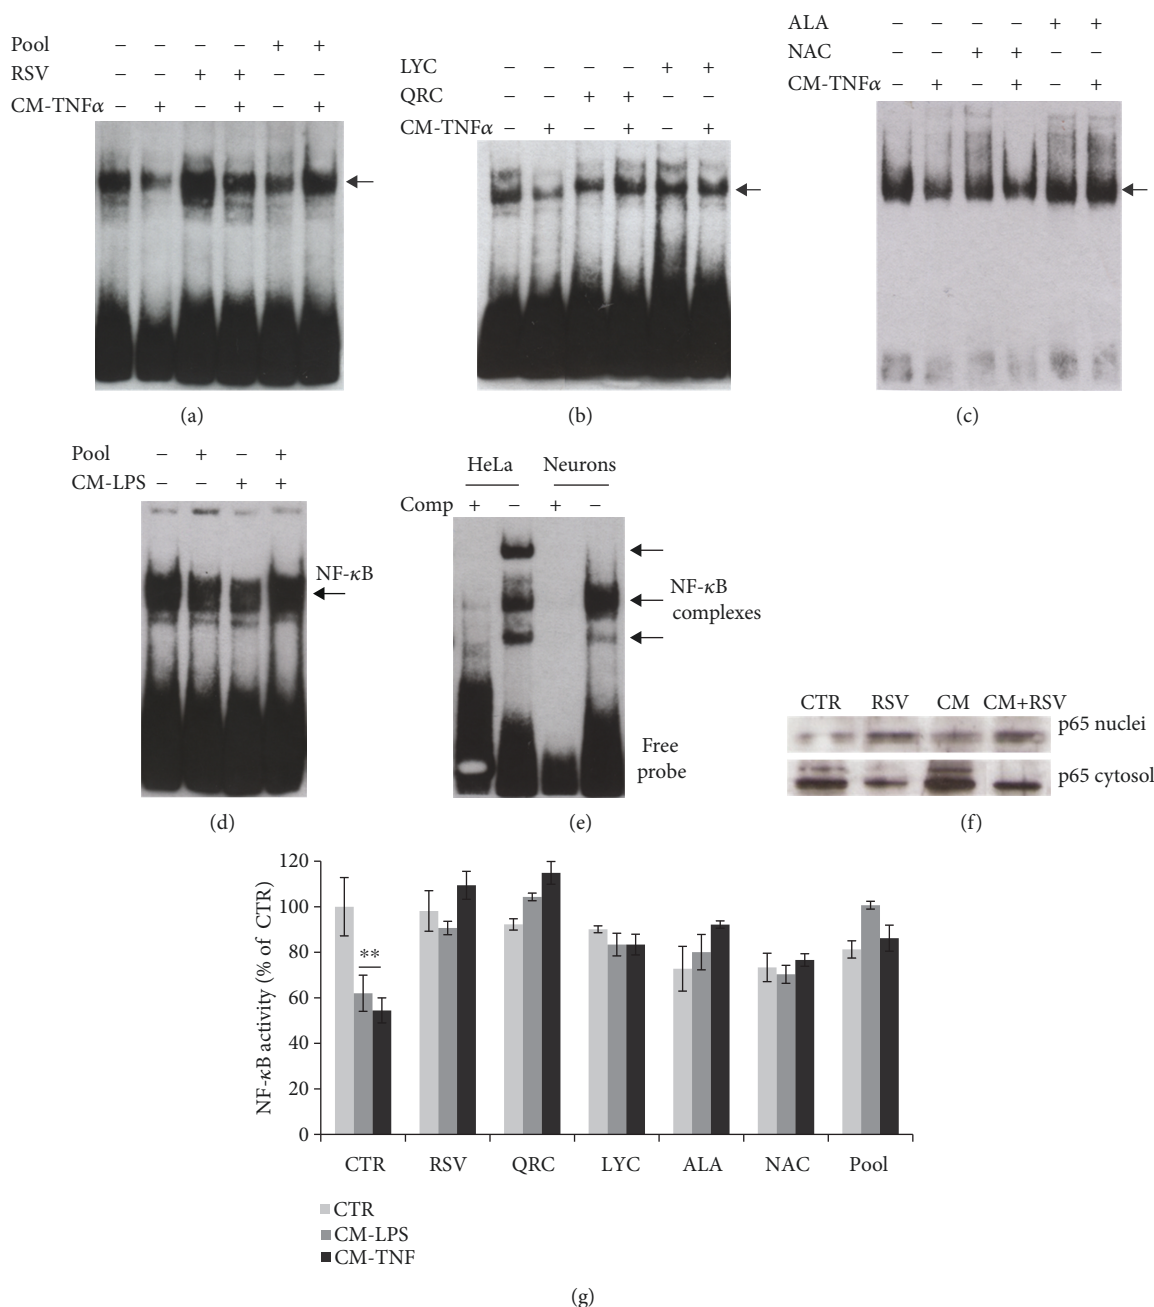 Pool − − − − + +
RSV − − + + − −
CM-TNFα − + − + − +
(a)
LYC − − − − + +
QRC − − + + − −
CM-TNFα − + − + − +
(b)
ALA − − − − + +
NAC − − + + − −
CM-TNFα − + − + − +
(c)
Pool − + − +
CM-LPS − − + +
NF-κB
(d)
HeLa Neurons
Comp + − + −
NF-κB
complexes
Free
probe
(e)
CTR RSV CM CM+RSV
p65 nuclei
p65 cytosol
(f)
NF-κB activity (% of CTR)
120
100
80
60
40
20
0
**
CTR RSV QRC LYC ALA NAC Pool
CTR
CM-LPS
CM-TNF
(g)